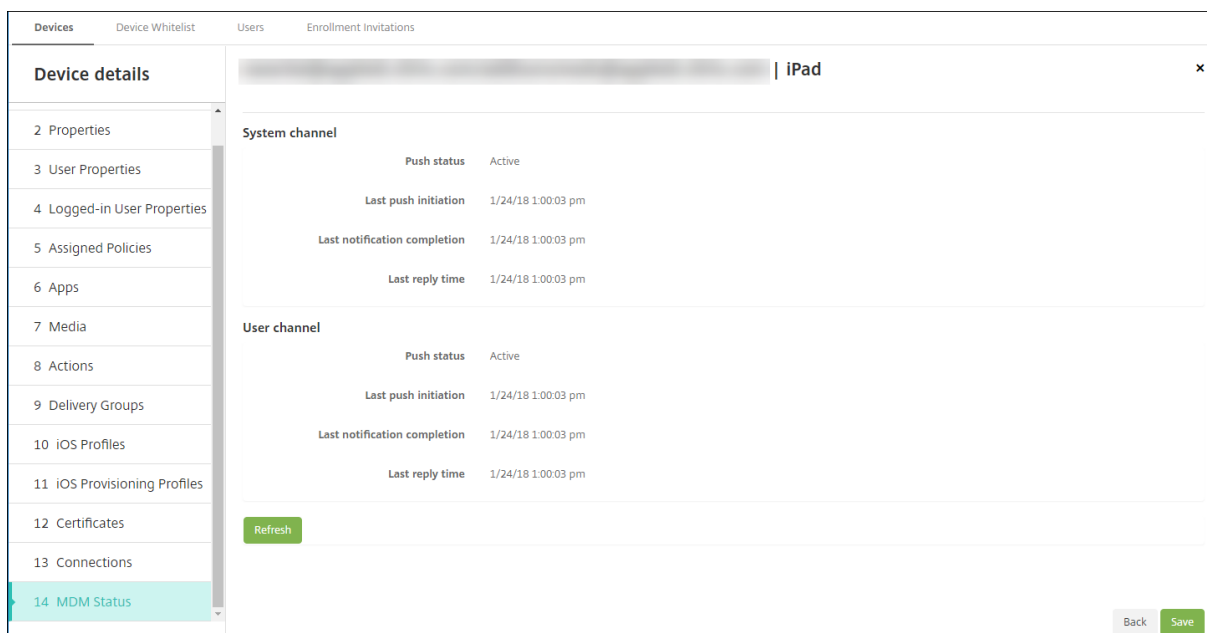 Devices Device Whitelist Users Enrollment Invitations
Device details
| iPad ×
2 Properties
3 User Properties
4 Logged-in User Properties
5 Assigned Policies
6 Apps
7 Media
8 Actions
9 Delivery Groups
10 iOS Profiles
11 iOS Provisioning Profiles
12 Certificates
13 Connections
14 MDM Status
System channel
Push status Active
Last push initiation 1/24/18 1:00:03 pm
Last notification completion 1/24/18 1:00:03 pm
Last reply time 1/24/18 1:00:03 pm
User channel
Push status Active
Last push initiation 1/24/18 1:00:03 pm
Last notification completion 1/24/18 1:00:03 pm
Last reply time 1/24/18 1:00:03 pm
Refresh
Back Save